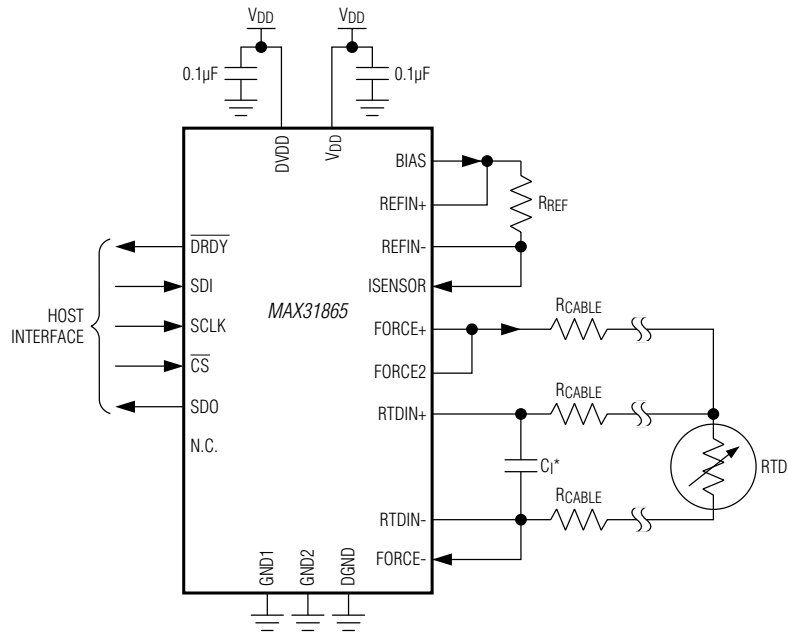 VDD
VDD
0.1µF
0.1µF
DVDD
VDD
BIAS
REFIN+
RREF
REFIN-
ISENSOR
DRDY
SDI
SCLK
CS
SDO
N.C.
HOST
INTERFACE
MAX31865
FORCE+
RCABLE
FORCE2
RTDIN+
RCABLE
CI*
RTD
RTDIN-
RCABLE
FORCE-
GND1
GND2
DGND